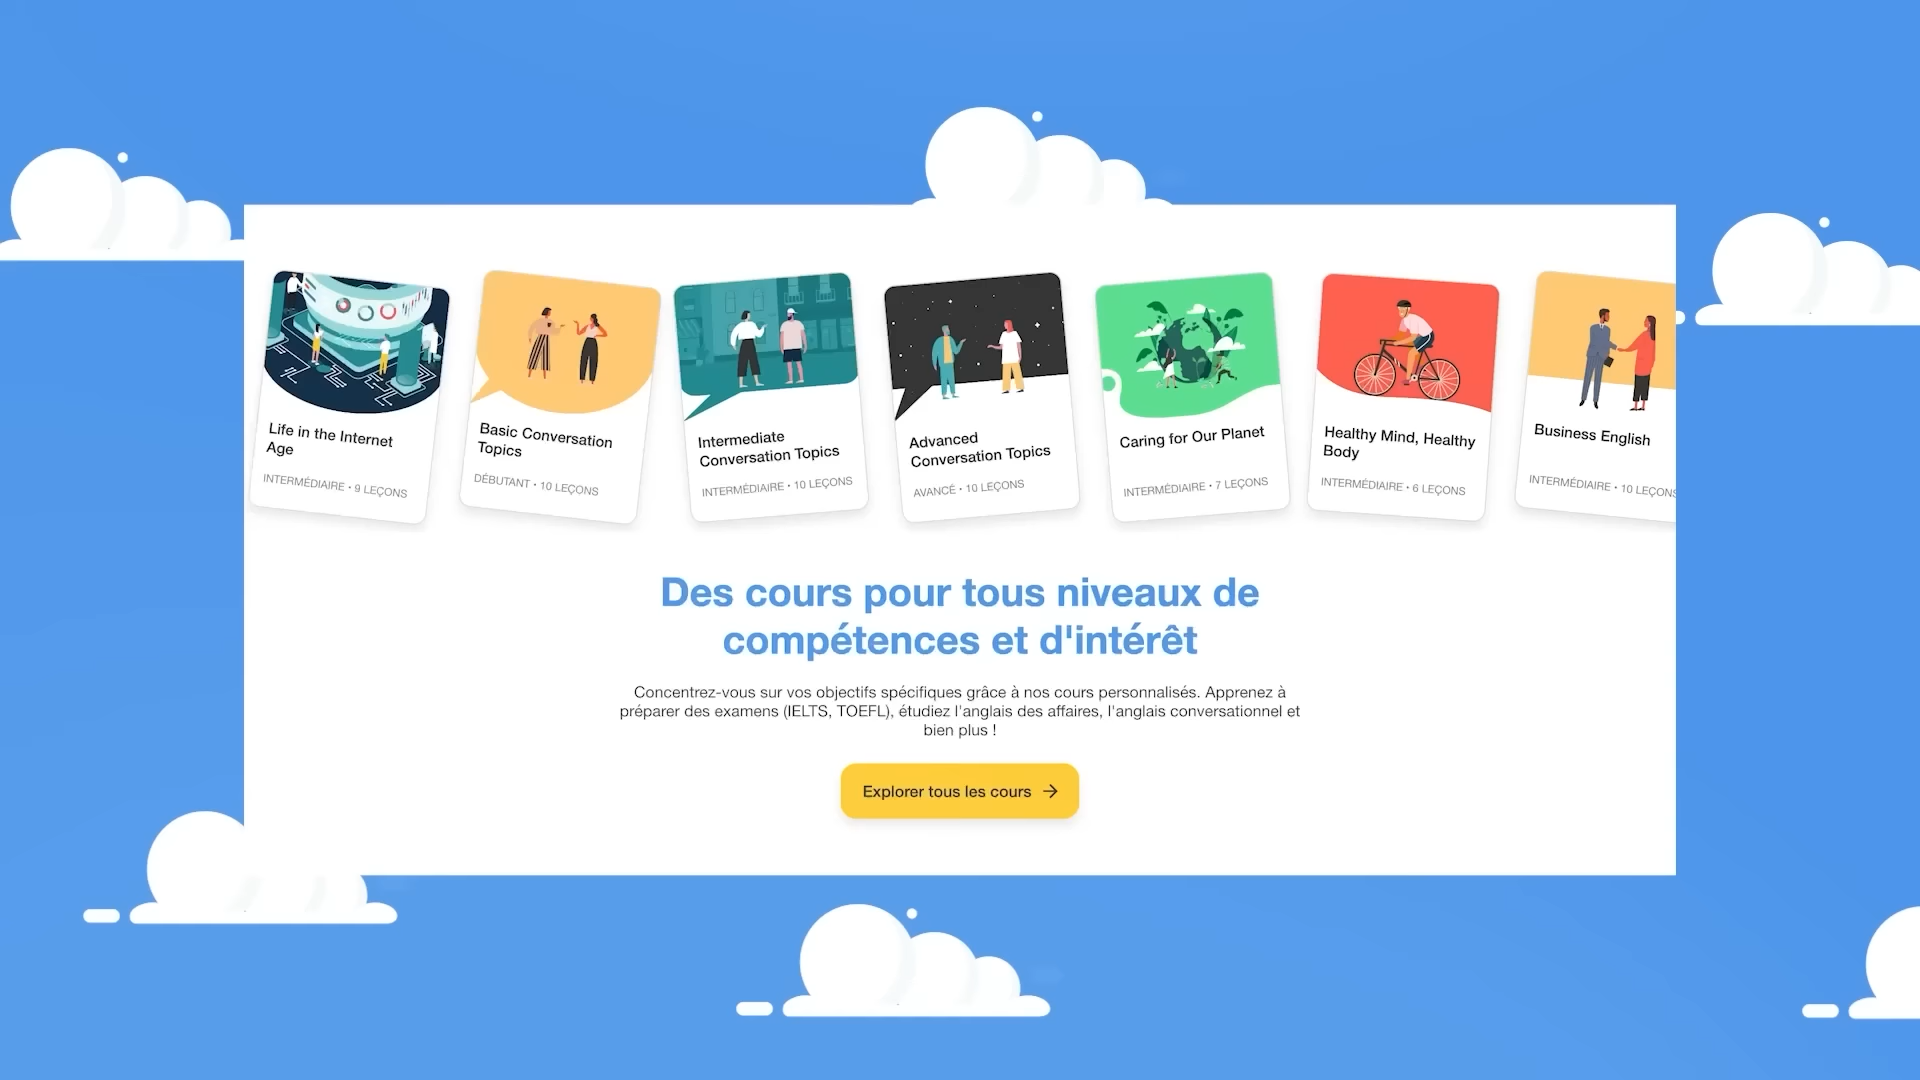 Life in the Internet
Age
INTERMÉDIAIRE • 9 LEÇONS
Basic Conversation
Topics
DÉBUTANT • 10 LEÇONS
Intermediate
Conversation Topics
INTERMÉDIAIRE • 10 LEÇONS
Advanced
Conversation Topics
AVANCÉ • 10 LEÇONS
Caring for Our Planet
INTERMÉDIAIRE • 7 LEÇONS
Healthy Mind, Healthy
Body
INTERMÉDIAIRE • 6 LEÇONS
Business English
INTERMÉDIAIRE • 10 LEÇONS
Des cours pour tous niveaux de
compétences et d'intérêt
Concentrez-vous sur vos objectifs spécifiques grâce à nos cours personnalisés. Apprenez à
préparer des examens (IELTS, TOEFL), étudiez l'anglais des affaires, l'anglais conversationnel et
bien plus !
Explorer tous les cours →